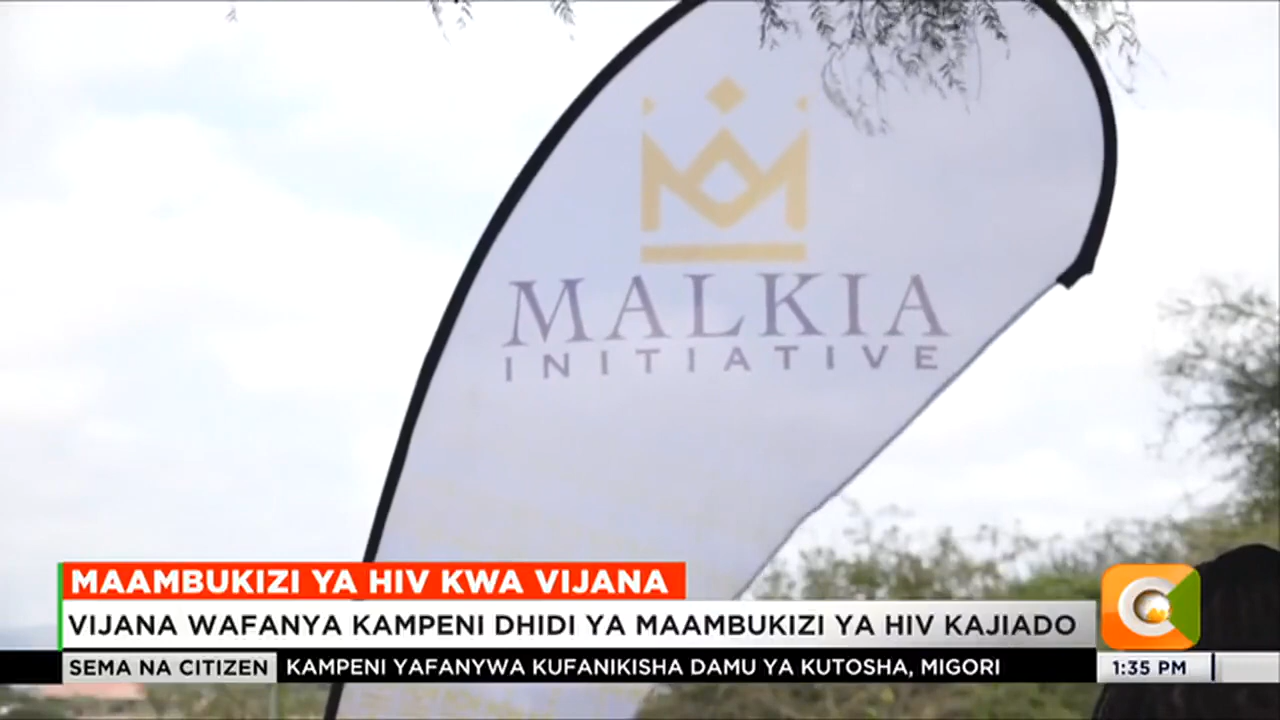 MALKIA
INITIATIVE
MAAMBUKIZI YA HIV KWA VIJANA
VIJANA WAFANYA KAMPENI DHIDI YA MAAMBUKIZI YA HIV KAJIADO
SEMA NA CITIZEN KAMPENI YAFANYWA KUFANIKISHA DAMU YA KUTOSHA, MIGORI 1:35 PM